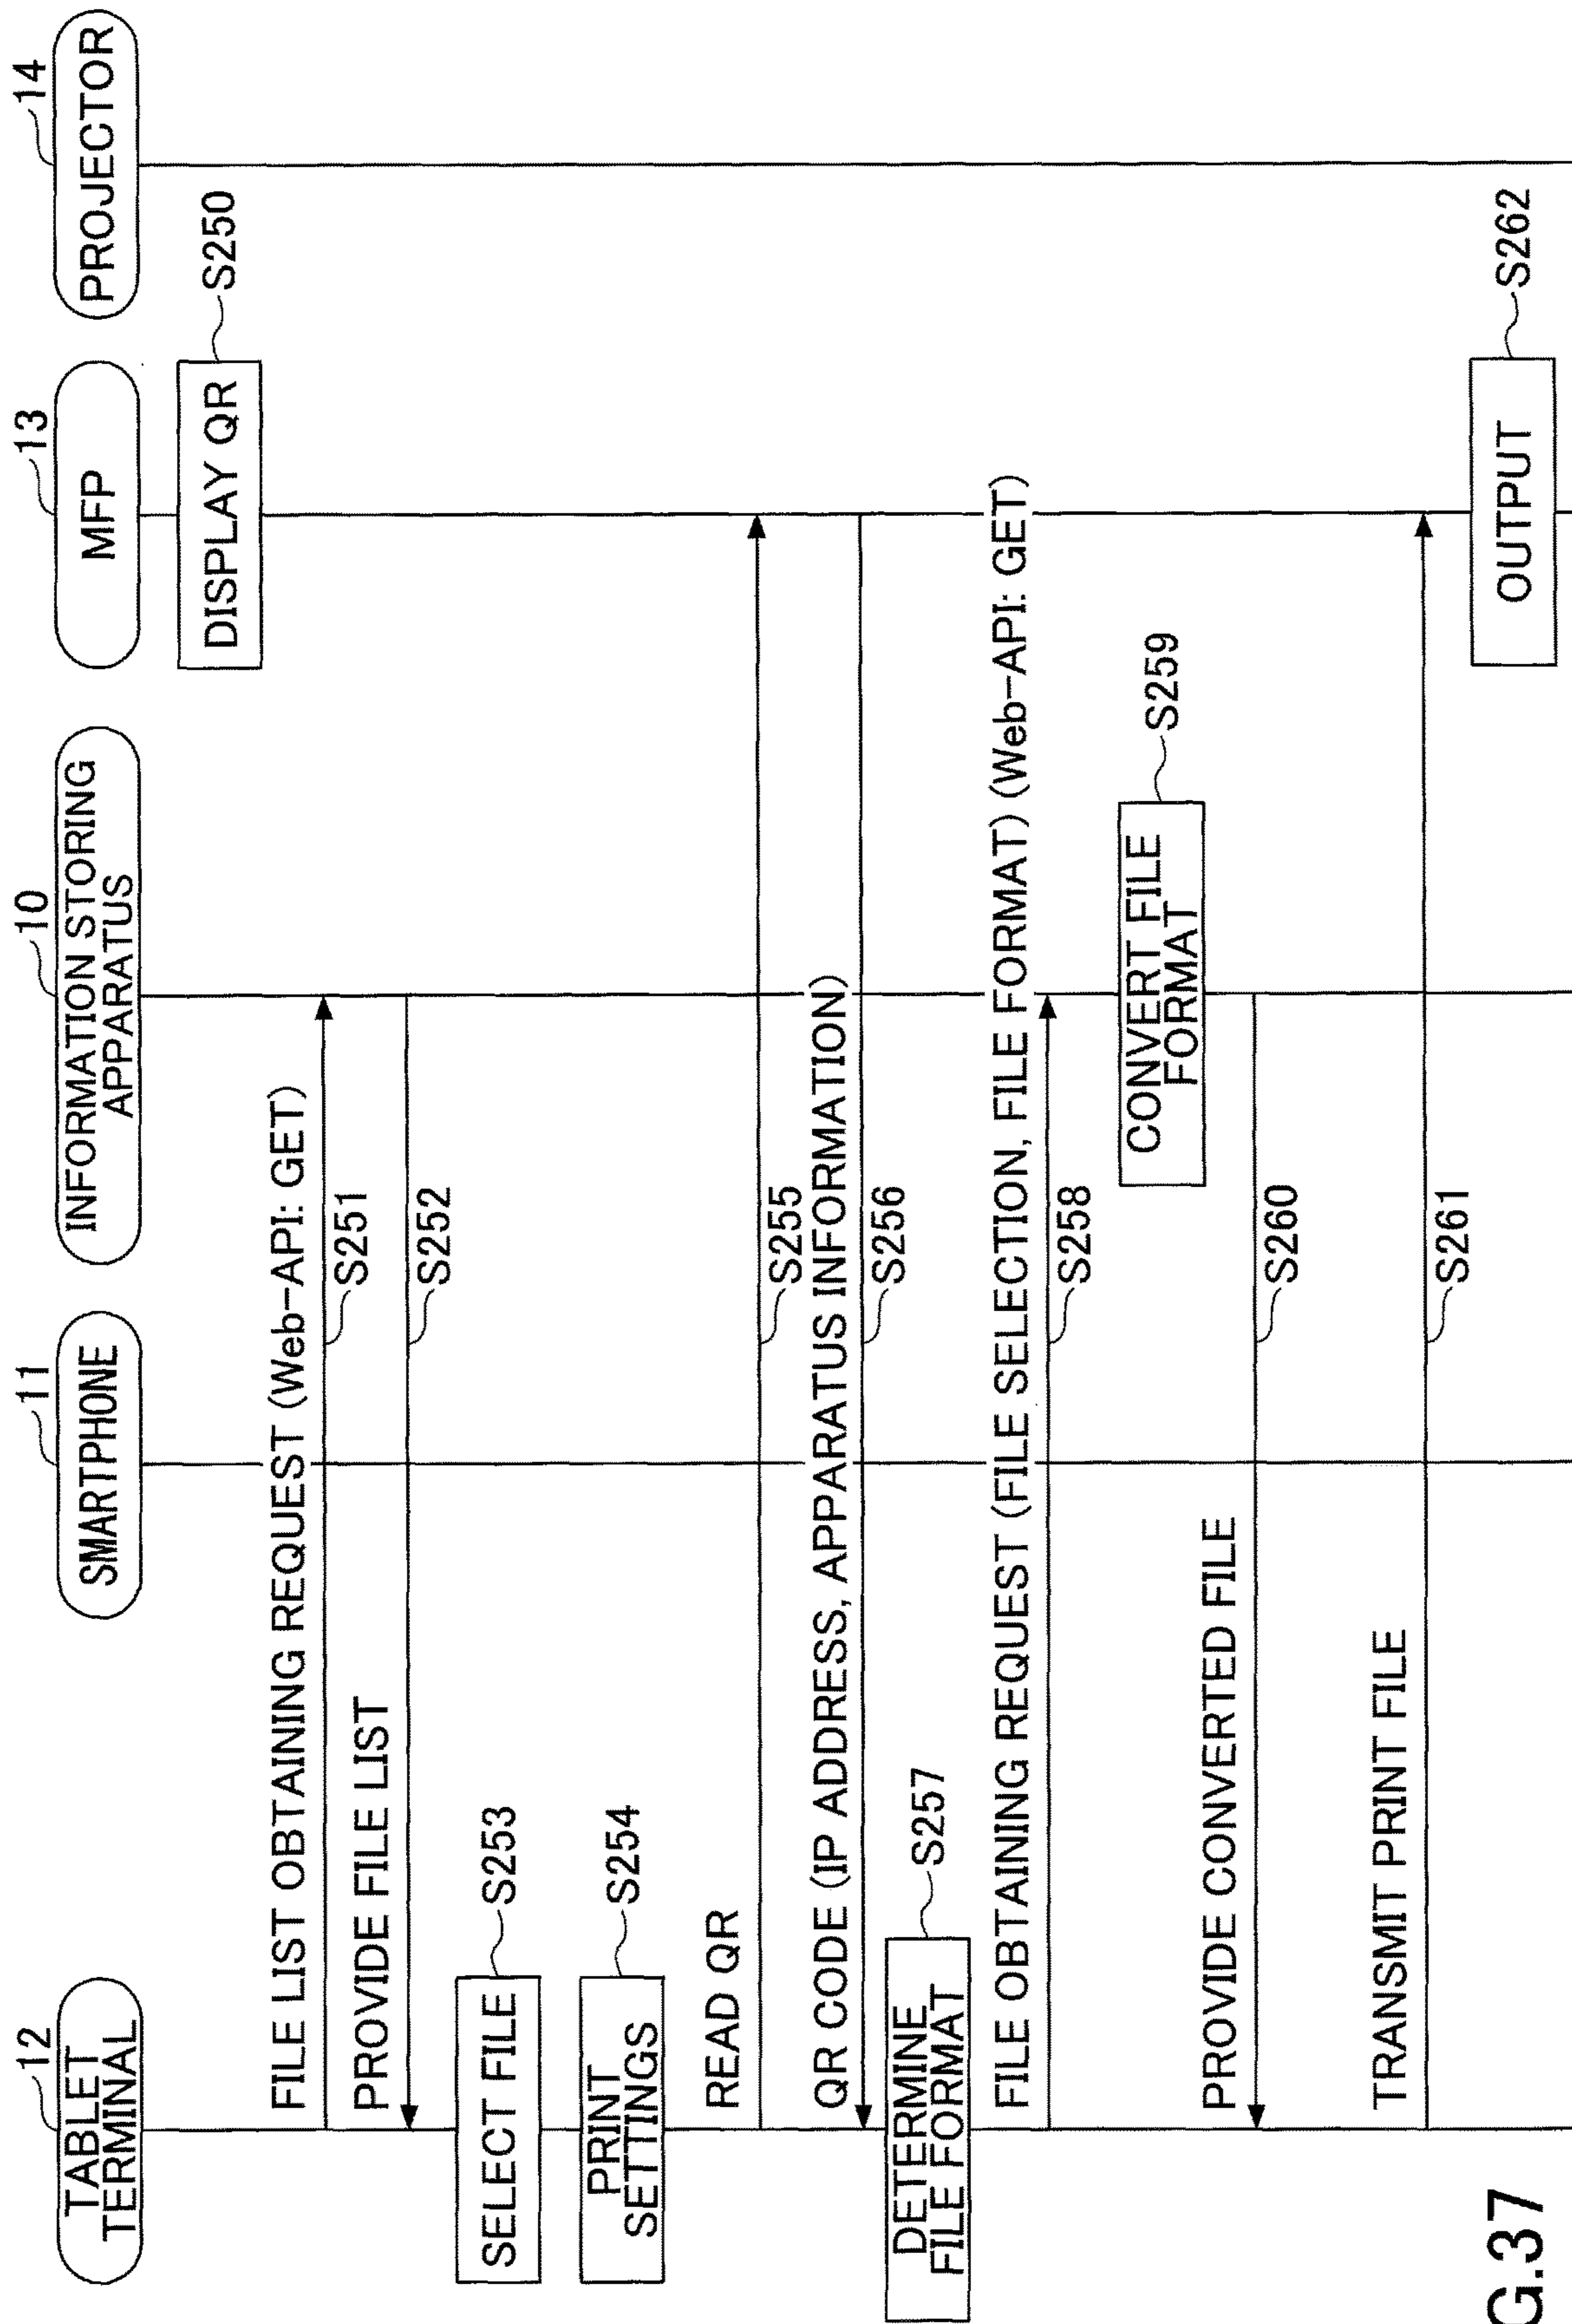 12
TABLET
TERMINAL
11
SMARTPHONE
10
INFORMATION STORING
APPARATUS
13
MFP
14
PROJECTOR
DISPLAY QR
S250
FILE LIST OBTAINING REQUEST (Web-API: GET)
S251
PROVIDE FILE LIST
S252
SELECT FILE
S253
PRINT
SETTINGS
S254
READ QR
S255
QR CODE (IP ADDRESS, APPARATUS INFORMATION)
S256
DETERMINE
FILE FORMAT
S257
FILE OBTAINING REQUEST (FILE SELECTION, FILE FORMAT) (Web-API: GET)
S258
CONVERT FILE
FORMAT
S259
PROVIDE CONVERTED FILE
S260
TRANSMIT PRINT FILE
S261
OUTPUT
S262
G.37